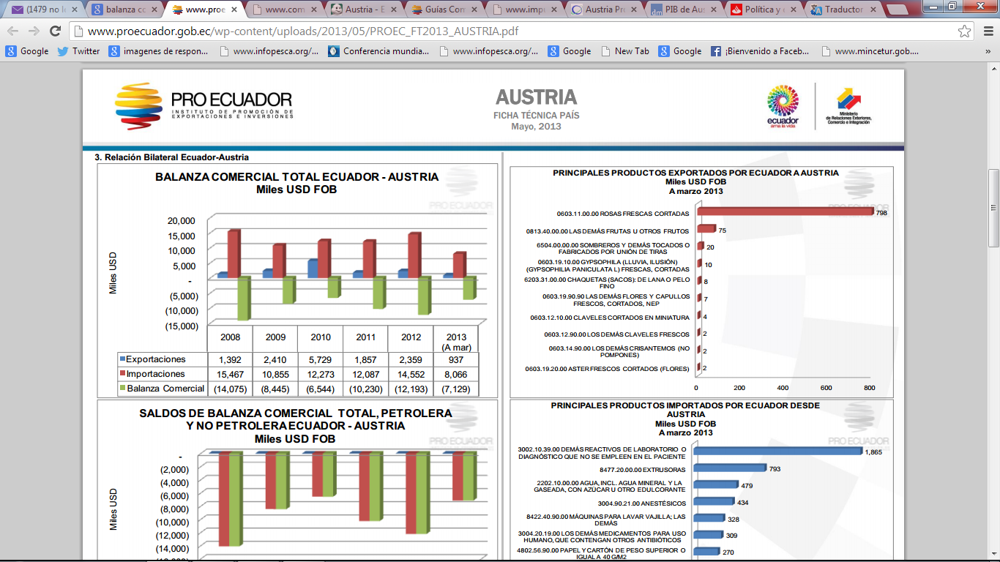 (1479 no le
balanza co
www.proe
www.com
Austria - E
Guías Com
www.impu
Austria Pr
PIB de Aus
Política y e
Traductor
www.proecuador.gob.ec/wp-content/uploads/2013/05/PROEC_FT2013_AUSTRIA.pdf
Google
Twitter
imagenes de respon...
www.infopesca.org/...
Conferencia mundia...
www.infopesca.org/...
Google
New Tab
Google
¡Bienvenido a Faceb...
www.mincetur.gob....
»
PRO ECUADOR
INSTITUTO DE PROMOCIÓN DE
EXPORTACIONES E INVERSIONES
AUSTRIA
FICHA TÉCNICA PAÍS
Mayo, 2013
ecuador
ama la vida
Ministerio
de Relaciones Exteriores,
Comercio e Integración
3. Relación Bilateral Ecuador-Austria
BALANZA COMERCIAL TOTAL ECUADOR - AUSTRIA
Miles USD FOB
PRO ECUADOR
Miles USD
20,000
15,000
10,000
5,000
-
(5,000)
(10,000)
(15,000)
2008 2009 2010 2011 2012 2013
(A mar)
Exportaciones 1,392 2,410 5,729 1,857 2,359 937
Importaciones 15,467 10,855 12,273 12,087 14,552 8,066
Balanza Comercial (14,075) (8,445) (6,544) (10,230) (12,193) (7,129)
SALDOS DE BALANZA COMERCIAL TOTAL, PETROLERA
Y NO PETROLERA ECUADOR - AUSTRIA
Miles USD FOB
PRO ECUADOR
Miles USD
-
(2,000)
(4,000)
(6,000)
(8,000)
(10,000)
(12,000)
(14,000)
PRINCIPALES PRODUCTOS EXPORTADOS POR ECUADOR A AUSTRIA
Miles USD FOB
A marzo 2013
PRO ECUADOR
0603.11.00.00 ROSAS FRESCAS CORTADAS 798
0813.40.00.00 LAS DEMÁS FRUTAS U OTROS FRUTOS 75
6504.00.00.00 SOMBREROS Y DEMÁS TOCADOS O
FABRICADOS POR UNIÓN DE TIRAS 20
0603.19.10.00 GYPSOPHILA (LLUVIA, ILUSIÓN)
(GYPSOPHILIA PANICULATA L) FRESCAS, CORTADAS 10
6203.31.00.00 CHAQUETAS (SACOS): DE LANA O PELO
FINO 8
0603.19.90.90 LAS DEMÁS FLORES Y CAPULLOS
FRESCOS, CORTADOS, NEP 7
0603.12.10.00 CLAVELES CORTADOS EN MINIATURA 4
0603.12.90.00 LOS DEMÁS CLAVELES FRESCOS 2
0603.14.90.00 LOS DEMÁS CRISANTEMOS (NO
POMPONES) 2
0603.19.20.00 ASTER FRESCOS CORTADOS (FLORES) 2
0 200 400 600 800
PRINCIPALES PRODUCTOS IMPORTADOS POR ECUADOR DESDE
AUSTRIA
Miles USD FOB
A marzo 2013
PRO ECUADOR
3002.10.39.00 DEMÁS REACTIVOS DE LABORATORIO O
DIAGNÓSTICO QUE NO SE EMPLEEN EN EL PACIENTE 1,865
8477.20.00.00 EXTRUSORAS 793
2202.10.00.00 AGUA, INCL. AGUA MINERAL Y LA
GASEADA, CON AZÚCAR U OTRO EDULCORANTE 479
3004.90.21.00 ANESTÉSICOS 434
8422.40.90.00 MÁQUINAS PARA LAVAR VAJILLA; LAS
DEMÁS 328
3004.20.19.00 LOS DEMÁS MEDICAMENTOS PARA USO
HUMANO, QUE CONTENGAN OTROS ANTIBIÓTICOS 309
4802.56.90.00 PAPEL Y CARTÓN DE PESO SUPERIOR O
IGUAL A 40 G/M2 270